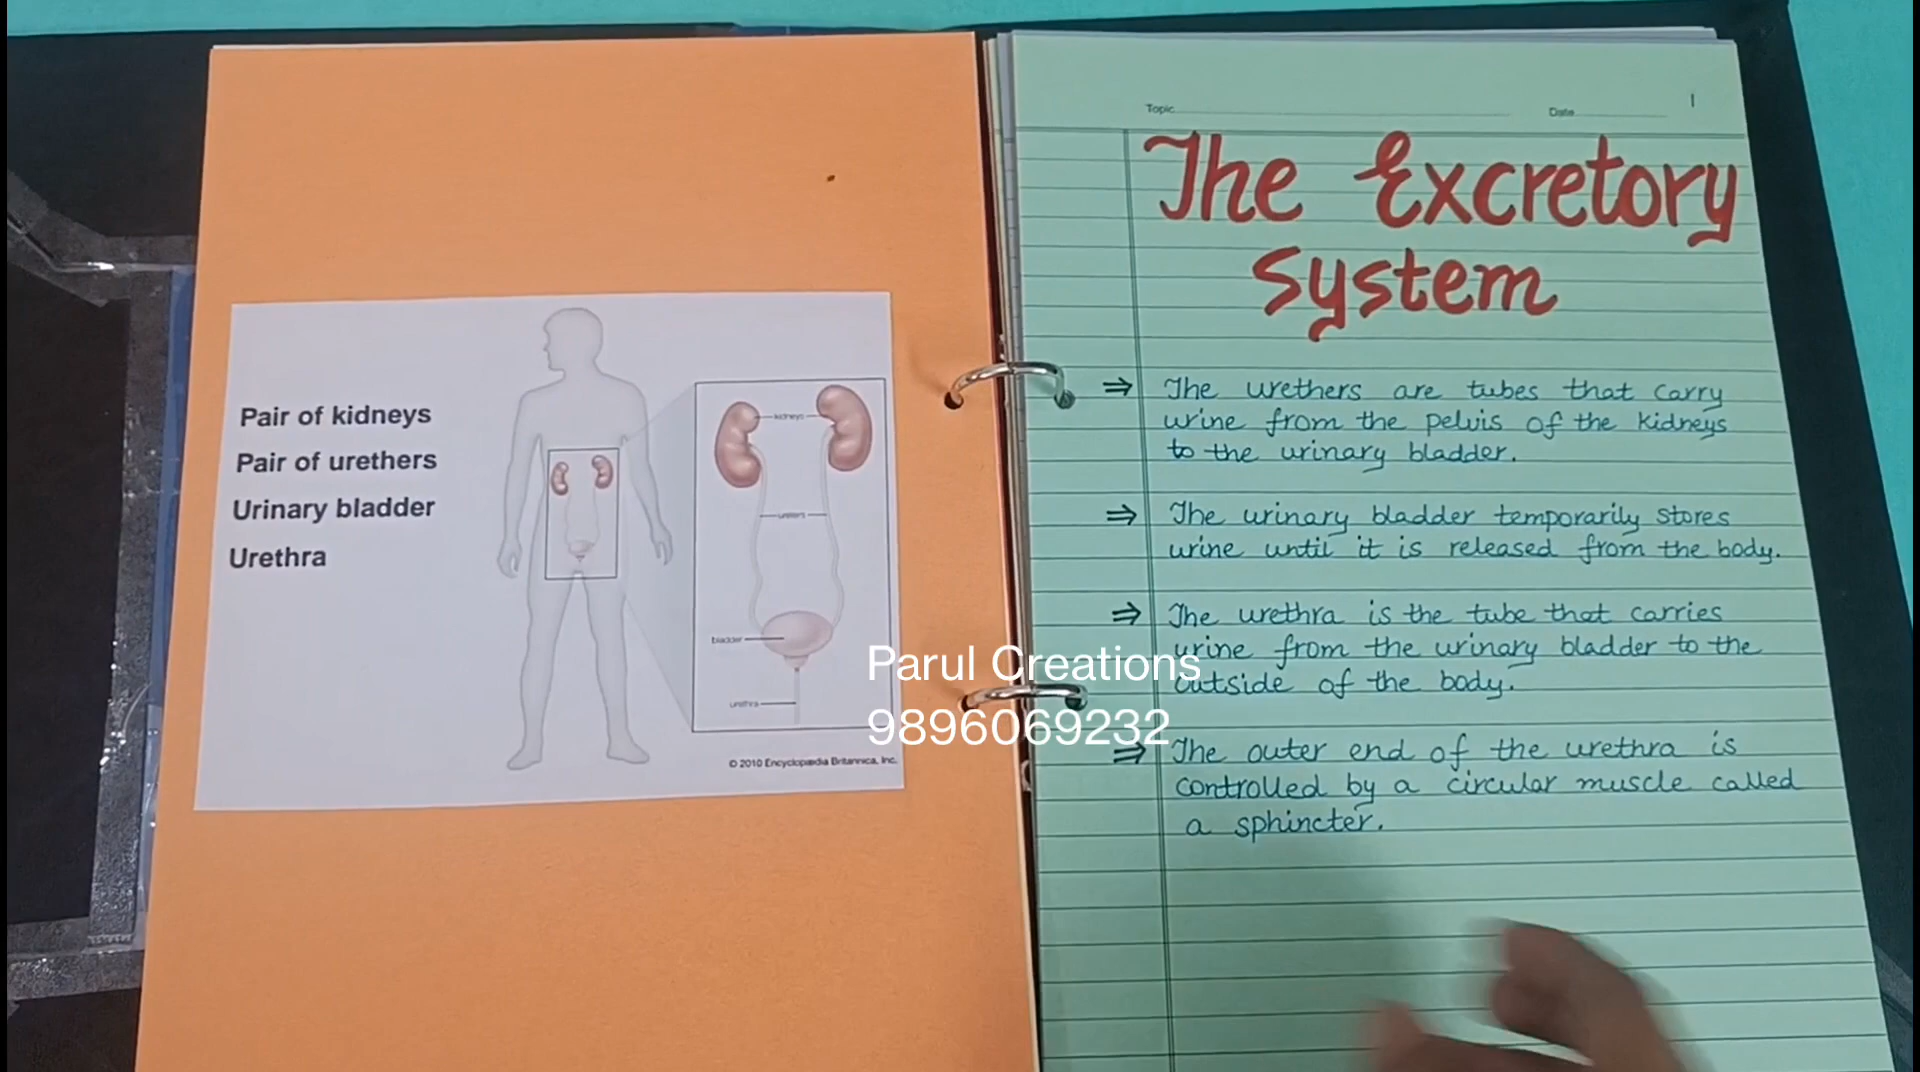 Pair of kidneys
Pair of urethers
Urinary bladder
Urethra
kidneys
ureters
bladder
urethra
© 2010 Encyclopædia Britannica, Inc.
Topic
Date
1
The Excretory
System
⇒ The urethers are tubes that carry
urine from the pelvis of the kidneys
to the urinary bladder.
⇒ The urinary bladder temporarily stores
urine until it is released from the body.
⇒ The urethra is the tube that carries
urine from the urinary bladder to the
outside of the body.
⇒ The outer end of the urethra is
controlled by a circular muscle called
a sphincter.
Parul Creations
9896069232